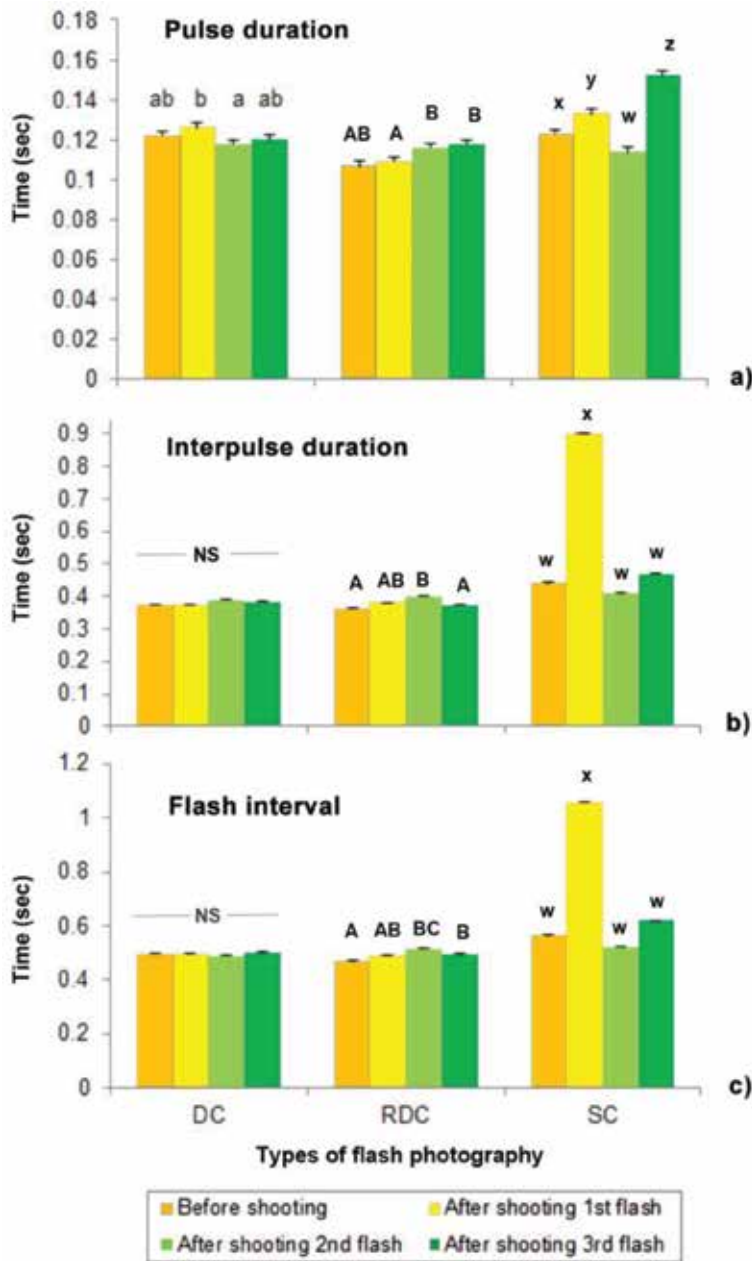 Pulse duration
Time (sec)
0.18
0.16
0.14
0.12
0.1
0.08
0.06
0.04
0.02
0
ab b a ab
AB A B B
x y w z
a)
Interpulse duration
Time (sec)
0.9
0.8
0.7
0.6
0.5
0.4
0.3
0.2
0.1
0
NS
A AB B A
w x w w
b)
Flash interval
Time (sec)
1.2
1
0.8
0.6
0.4
0.2
0
NS
A AB BC B
w x w w
c)
DC RDC SC
Types of flash photography
Before shooting After shooting 1st flash
After shooting 2nd flash After shooting 3rd flash